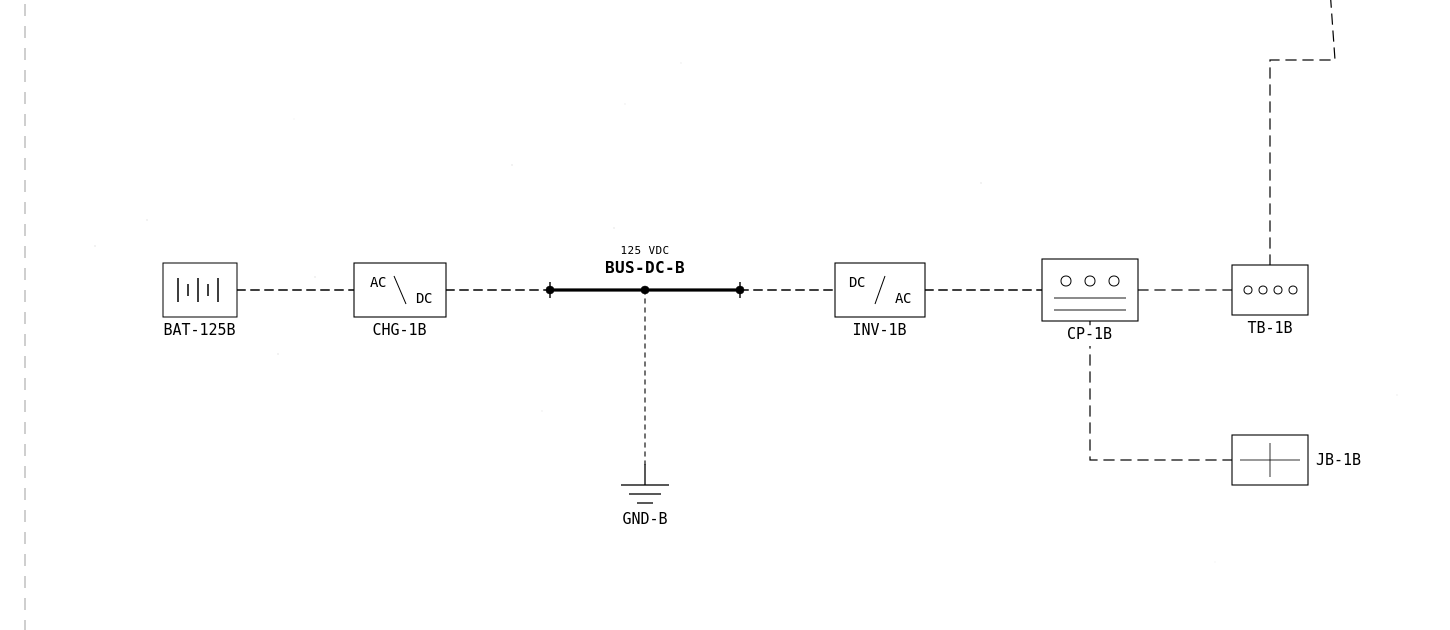 125 VDC
BUS-DC-B
AC
DC
DC
AC
BAT-125B
CHG-1B
INV-1B
CP-1B
TB-1B
JB-1B
GND-B